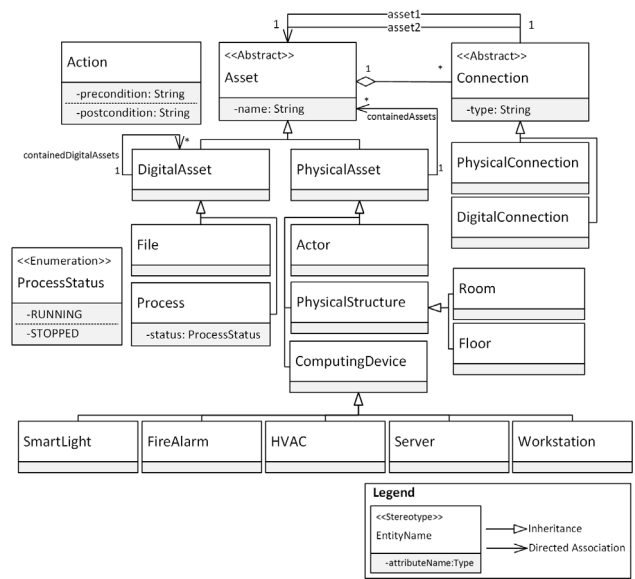 1
asset1
asset2
1
Action
-precondition: String
-postcondition: String
<<Abstract>>
Asset
-name: String
1
*
<<Abstract>>
Connection
-type: String
*
containedAssets
containedDigitalAssets
*
1
DigitalAsset
PhysicalAsset
1
PhysicalConnection
DigitalConnection
File
Actor
<<Enumeration>>
ProcessStatus
-RUNNING
-STOPPED
Process
-status: ProcessStatus
PhysicalStructure
Room
Floor
ComputingDevice
SmartLight
FireAlarm
HVAC
Server
Workstation
Legend
<<Stereotype>>
EntityName
-attributeName:Type
Inheritance
Directed Association